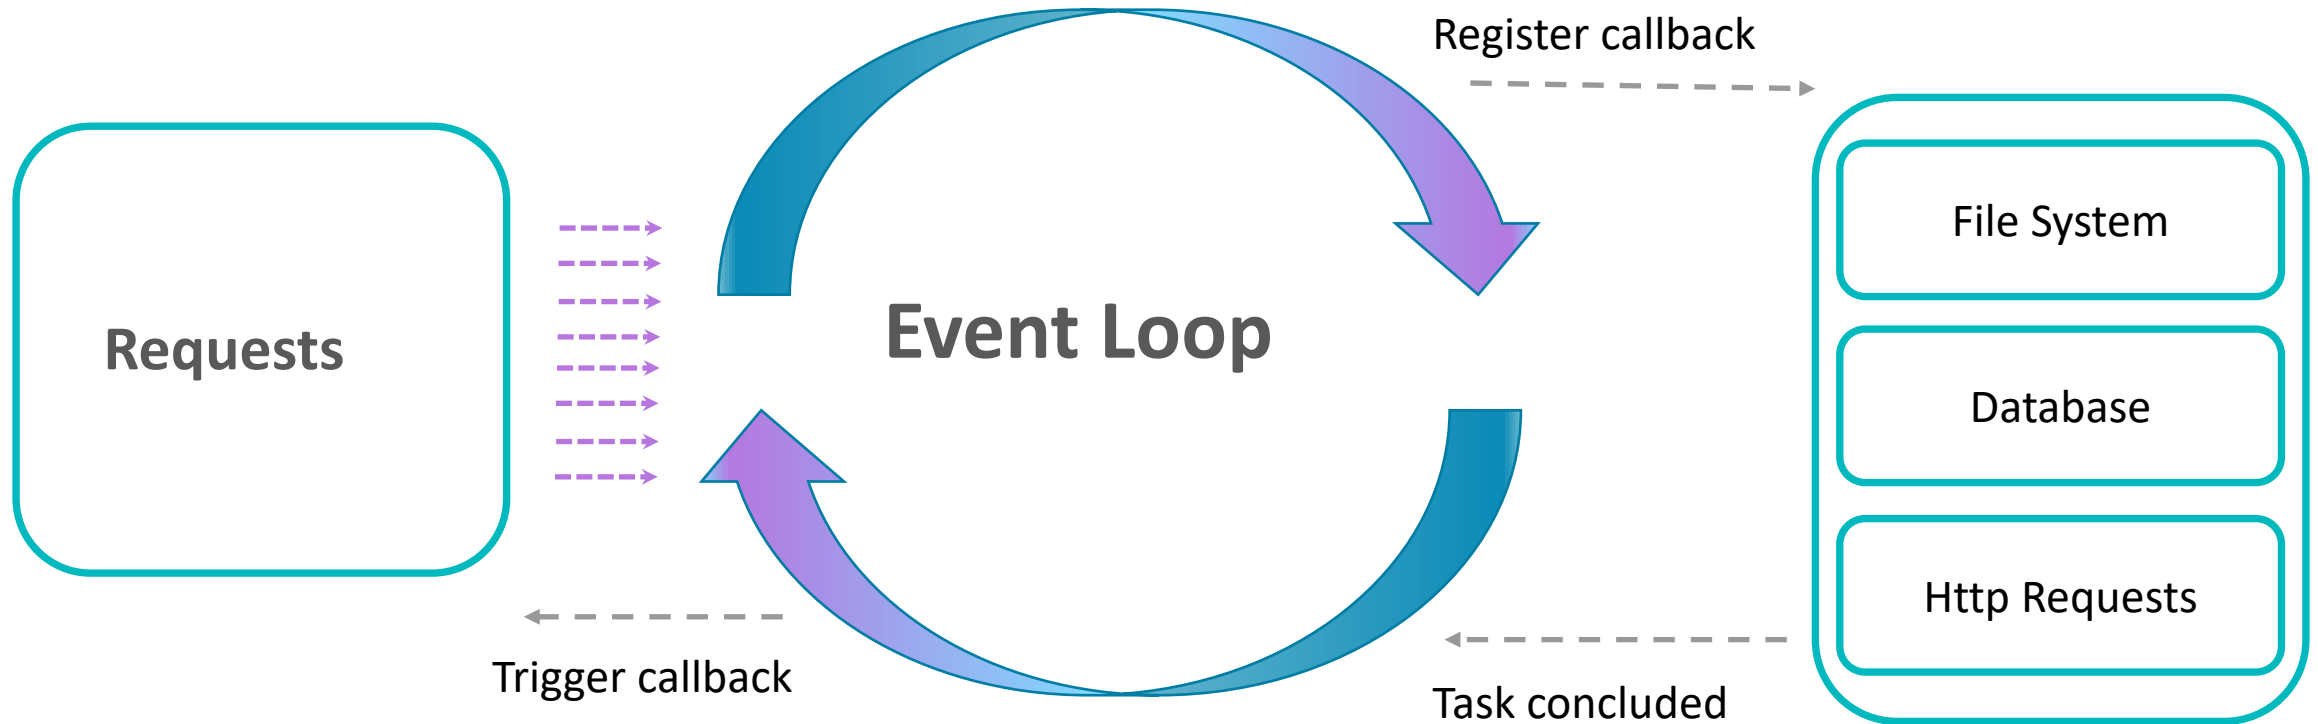 Register callback
Requests
Event Loop
File System
Database
Http Requests
Trigger callback
Task concluded